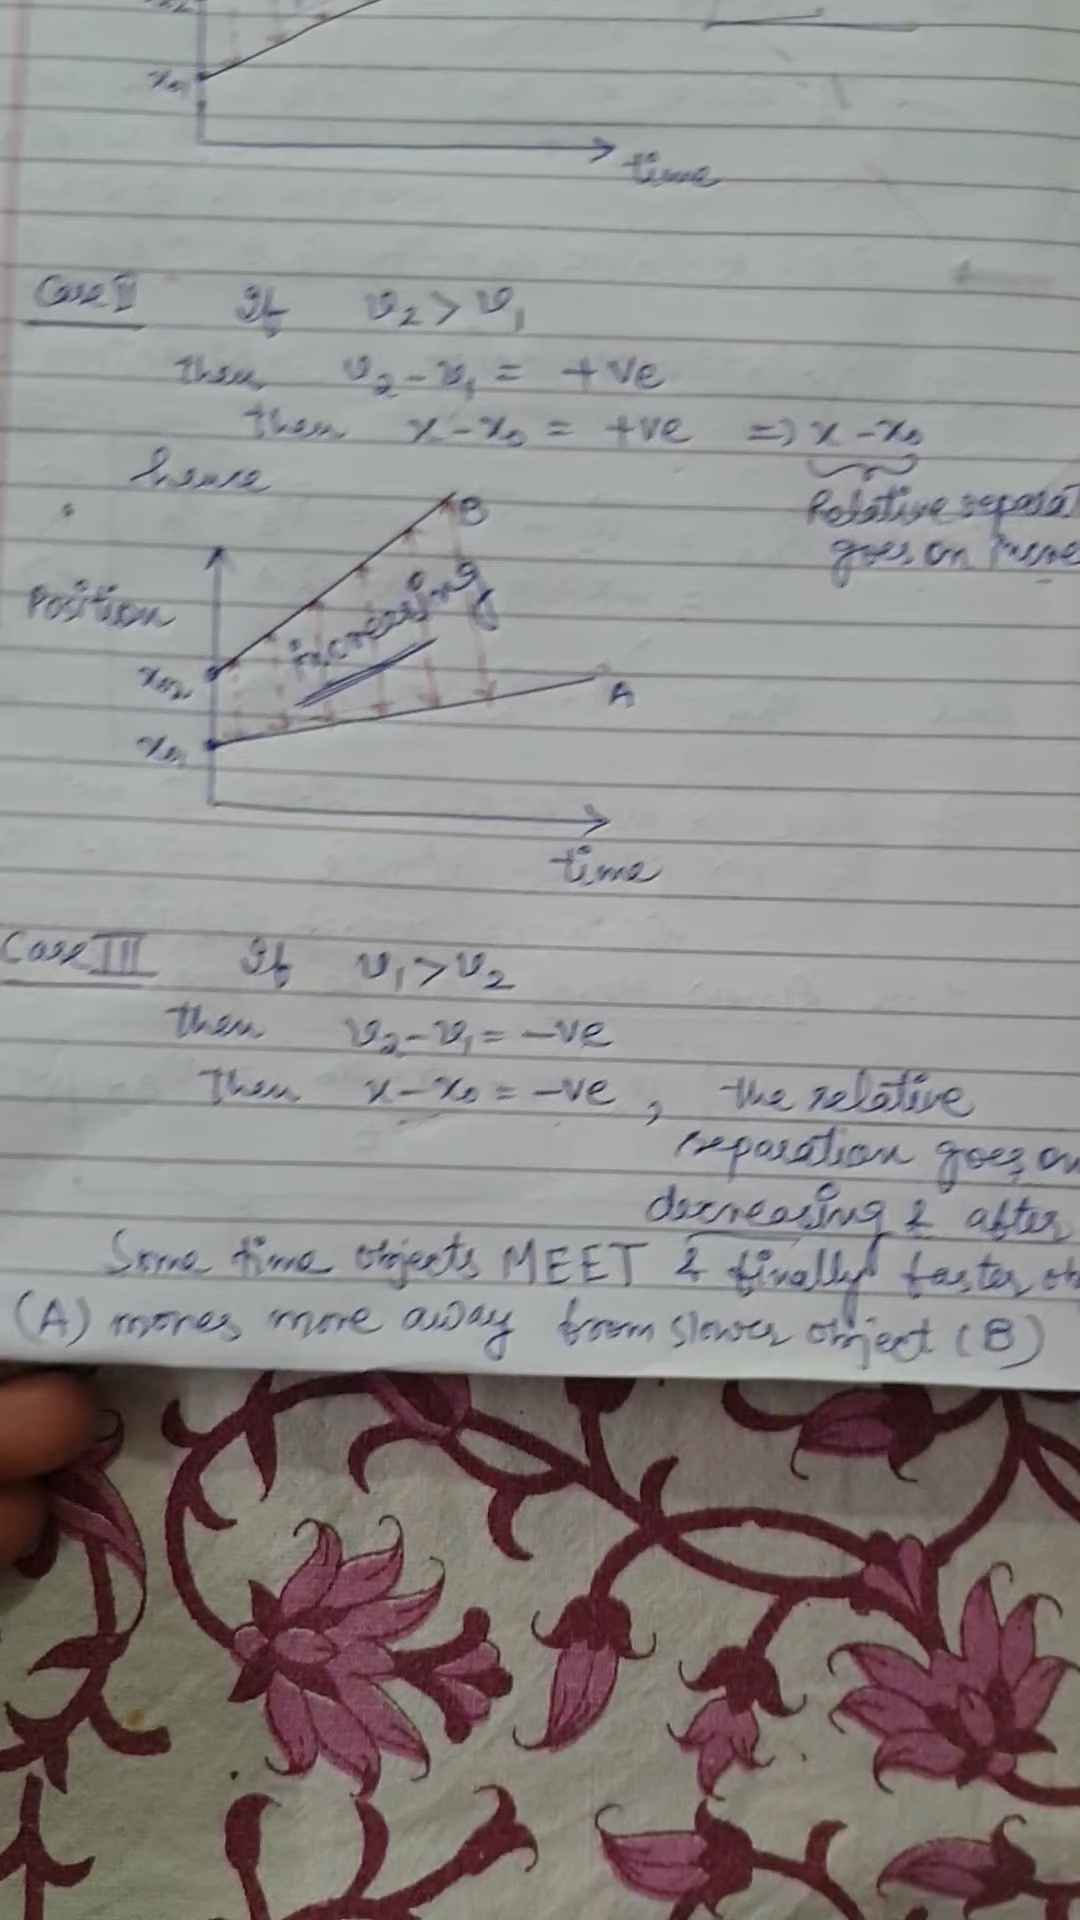 x₀₁
time
Case II If v₂ > v₁
then v₂ - v₁ = +ve
then x - x₀ = +ve ⇒ x - x₀
hence
Relative separat
goes on
B
Position
increasing
x₀₂
A
x₀₁
time
Case III If v₁ > v₂
then v₂ - v₁ = -ve
Then x - x₀ = -ve , the relative
separation goes on
decreasing & after
Some time objects MEET & finally faster ob
(A) moves more away from slower object (B)